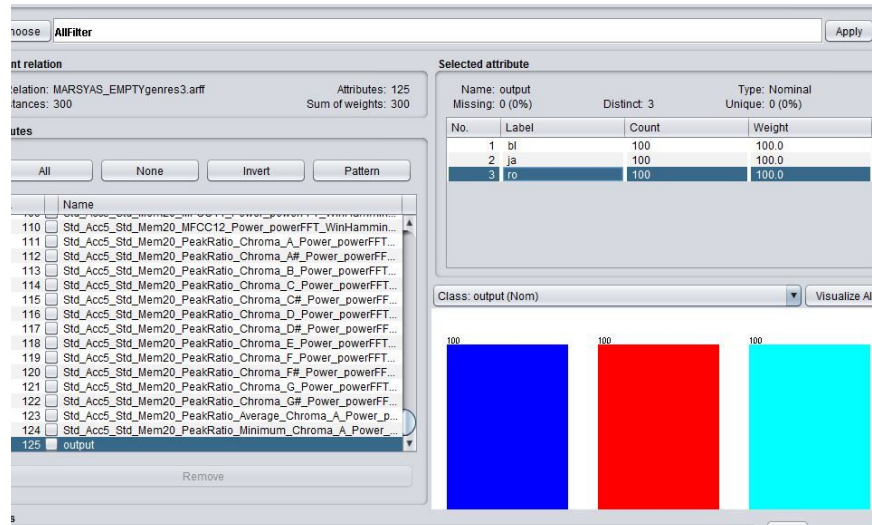 hoose AllFilter Apply
nt relation
elation: MARSYAS_EMPTYgenres3.arff Attributes: 125
tances: 300 Sum of weights: 300
utes
All None Invert Pattern
Name
110 Std_Acc5_Std_Mem20_MFCC12_Power_powerFFT_WinHammin...
111 Std_Acc5_Std_Mem20_PeakRatio_Chroma_A_Power_powerFFT...
112 Std_Acc5_Std_Mem20_PeakRatio_Chroma_A#_Power_powerFF...
113 Std_Acc5_Std_Mem20_PeakRatio_Chroma_B_Power_powerFFT...
114 Std_Acc5_Std_Mem20_PeakRatio_Chroma_C_Power_powerFFT...
115 Std_Acc5_Std_Mem20_PeakRatio_Chroma_C#_Power_powerFF...
116 Std_Acc5_Std_Mem20_PeakRatio_Chroma_D_Power_powerFFT...
117 Std_Acc5_Std_Mem20_PeakRatio_Chroma_D#_Power_powerFF...
118 Std_Acc5_Std_Mem20_PeakRatio_Chroma_E_Power_powerFFT...
119 Std_Acc5_Std_Mem20_PeakRatio_Chroma_F_Power_powerFFT...
120 Std_Acc5_Std_Mem20_PeakRatio_Chroma_F#_Power_powerFF...
121 Std_Acc5_Std_Mem20_PeakRatio_Chroma_G_Power_powerFFT...
122 Std_Acc5_Std_Mem20_PeakRatio_Chroma_G#_Power_powerFF...
123 Std_Acc5_Std_Mem20_PeakRatio_Average_Chroma_A_Power_p...
124 Std_Acc5_Std_Mem20_PeakRatio_Minimum_Chroma_A_Power_...
125 output
Remove
s
Selected attribute
Name: output Type: Nominal
Missing: 0 (0%) Distinct: 3 Unique: 0 (0%)
No. Label Count Weight
1 bl 100 100.0
2 ja 100 100.0
3 ro 100 100.0
Class: output (Nom) Visualize Al
100 100 100